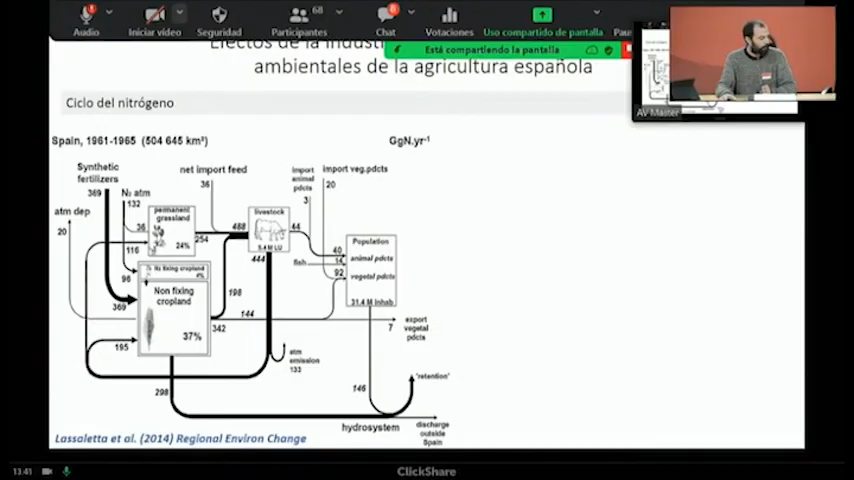 Audio
Iniciar vídeo
Seguridad
Participantes
68
Chat
8
Votaciones
Uso compartido de pantalla
Está compartiendo la pantalla
AV Master
ambientales de la agricultura española
Ciclo del nitrógeno
Spain, 1961-1965 (504 645 km²)
GgN.yr⁻¹
Synthetic
fertilizers
369
N₂ atm
132
atm dep
20
net import feed
36
import
animal
pdcts
3
import veg.pdcts
20
permanent
grassland
24%
36
116
254
488
livestock
5.4 M LU
44
444
40
fish
14
92
Population
animal pdcts
vegetal pdcts
31.4 M inhab
96
N₂ fixing cropland
4%
Non fixing
cropland
37%
369
198
144
342
7
export
vegetal
pdcts
195
atm
emission
133
298
146
'retention'
hydrosystem
discharge
outside
Spain
Lassaletta et al. (2014) Regional Environ Change
13:41
ClickShare